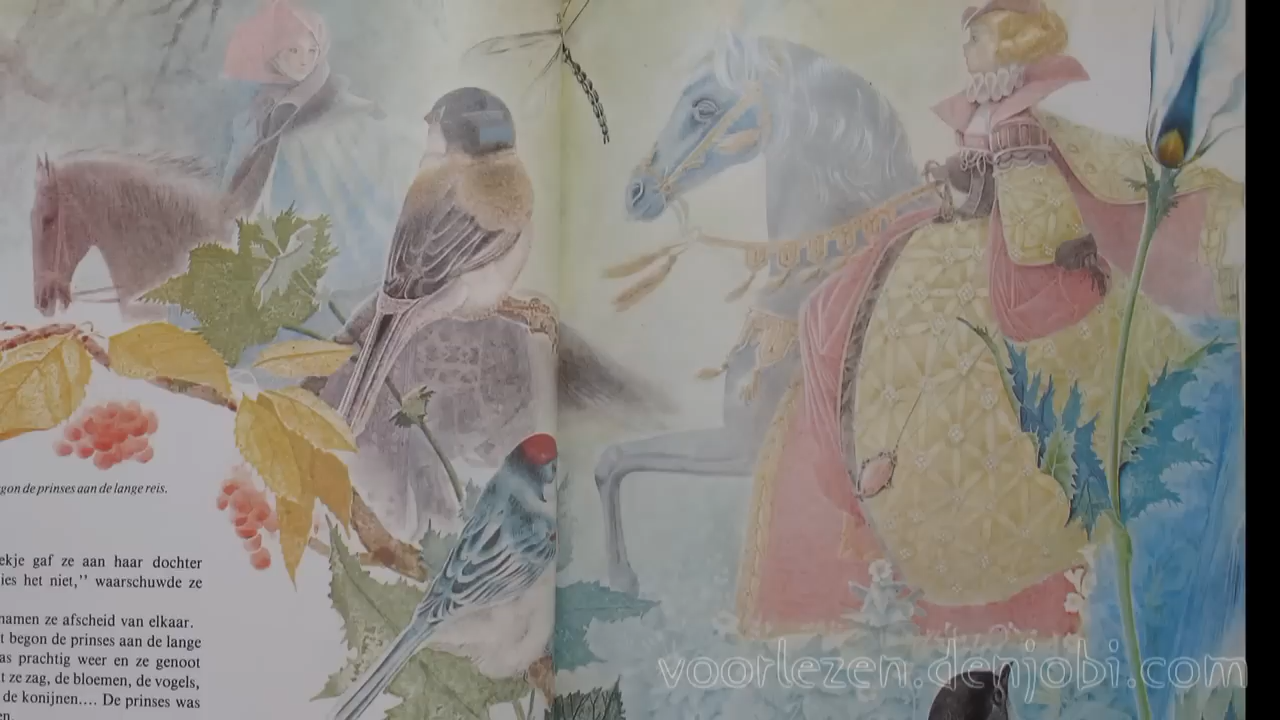 gon de prinses aan de lange reis.
ekje gaf ze aan haar dochter
ies het niet,” waarschuwde ze
namen ze afscheid van elkaar.
t begon de prinses aan de lange
as prachtig weer en ze genoot
t ze zag, de bloemen, de vogels,
de konijnen.... De prinses was
en.
voorlezen.denjobi.com